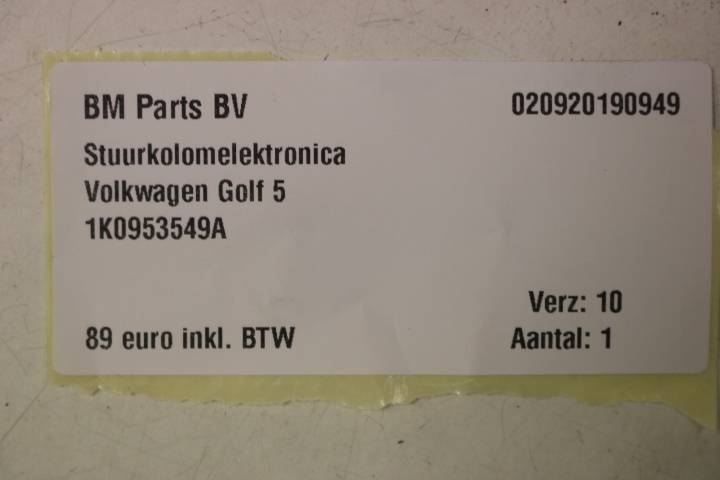 BM Parts BV 020920190949
Stuurkolomelektronica
Volkwagen Golf 5
1K0953549A
Verz: 10
89 euro inkl. BTW Aantal: 1